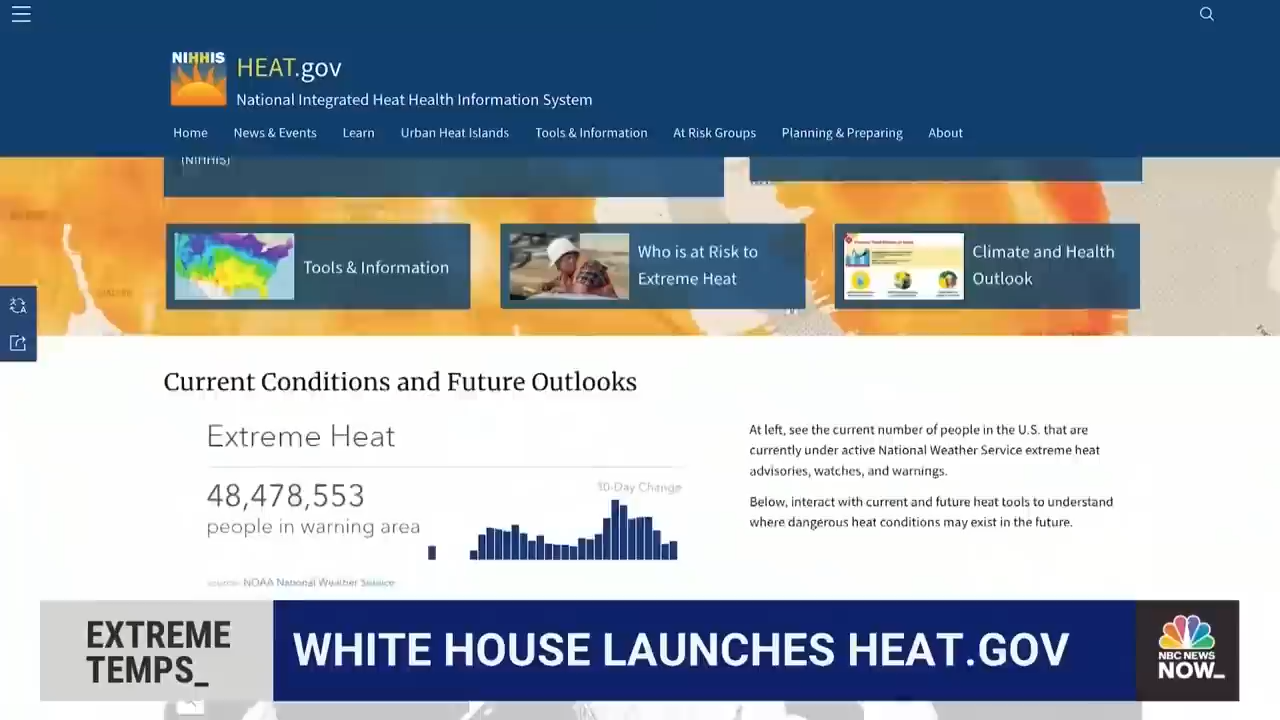 NIHHIS
HEAT.gov
National Integrated Heat Health Information System
Home News & Events Learn Urban Heat Islands Tools & Information At Risk Groups Planning & Preparing About
(NIHHIS)
Tools & Information
Who is at Risk to
Extreme Heat
Climate and Health
Outlook
Current Conditions and Future Outlooks
Extreme Heat
48,478,553
people in warning area
30-Day Change
source: NOAA National Weather Service
At left, see the current number of people in the U.S. that are
currently under active National Weather Service extreme heat
advisories, watches, and warnings.
Below, interact with current and future heat tools to understand
where dangerous heat conditions may exist in the future.
EXTREME
TEMPS_
WHITE HOUSE LAUNCHES HEAT.GOV
NBC NEWS
NOW_